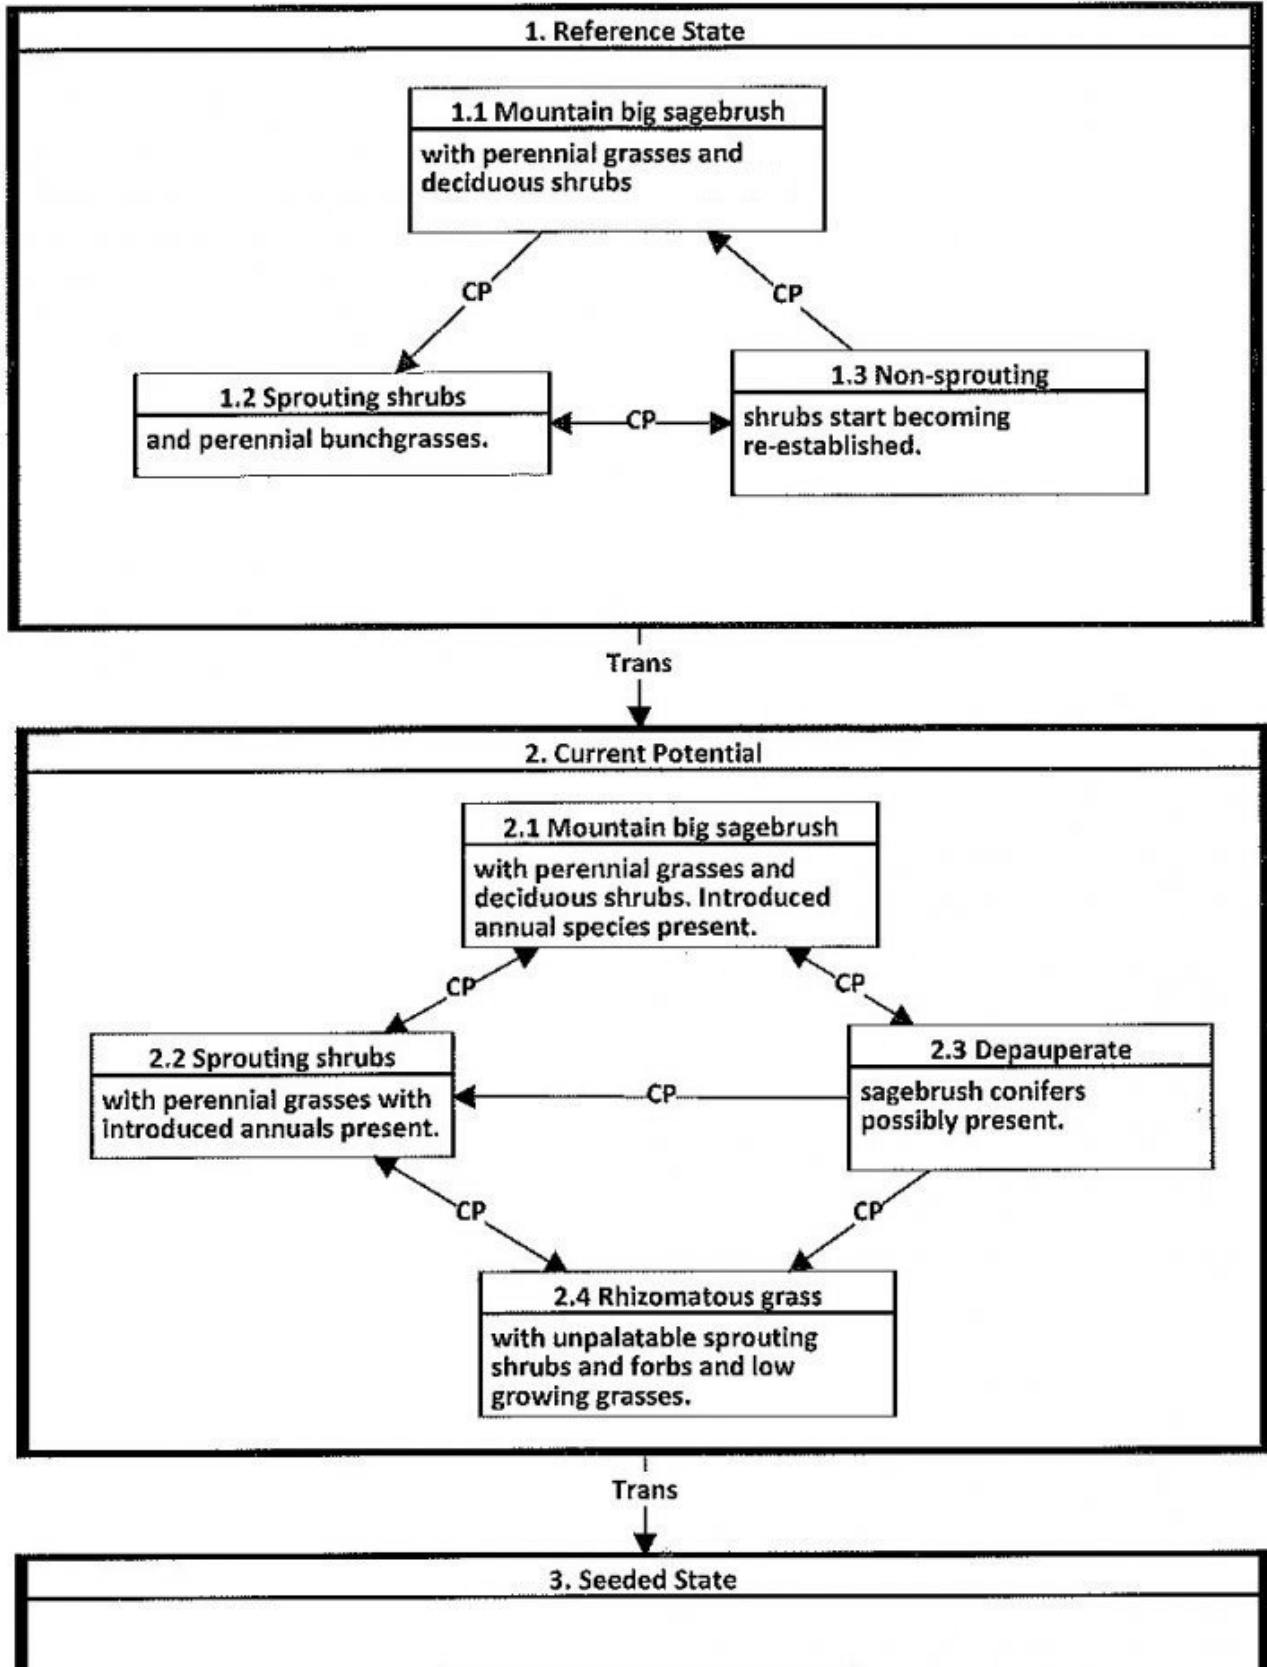 1. Reference State
1.1 Mountain big sagebrush
with perennial grasses and
deciduous shrubs
CP
CP
1.2 Sprouting shrubs
and perennial bunchgrasses.
CP
1.3 Non-sprouting
shrubs start becoming
re-established.
Trans
2. Current Potential
2.1 Mountain big sagebrush
with perennial grasses and
deciduous shrubs. Introduced
annual species present.
CP
CP
2.2 Sprouting shrubs
with perennial grasses with
introduced annuals present.
CP
2.3 Depauperate
sagebrush conifers
possibly present.
CP
CP
2.4 Rhizomatous grass
with unpalatable sprouting
shrubs and forbs and low
growing grasses.
Trans
3. Seeded State